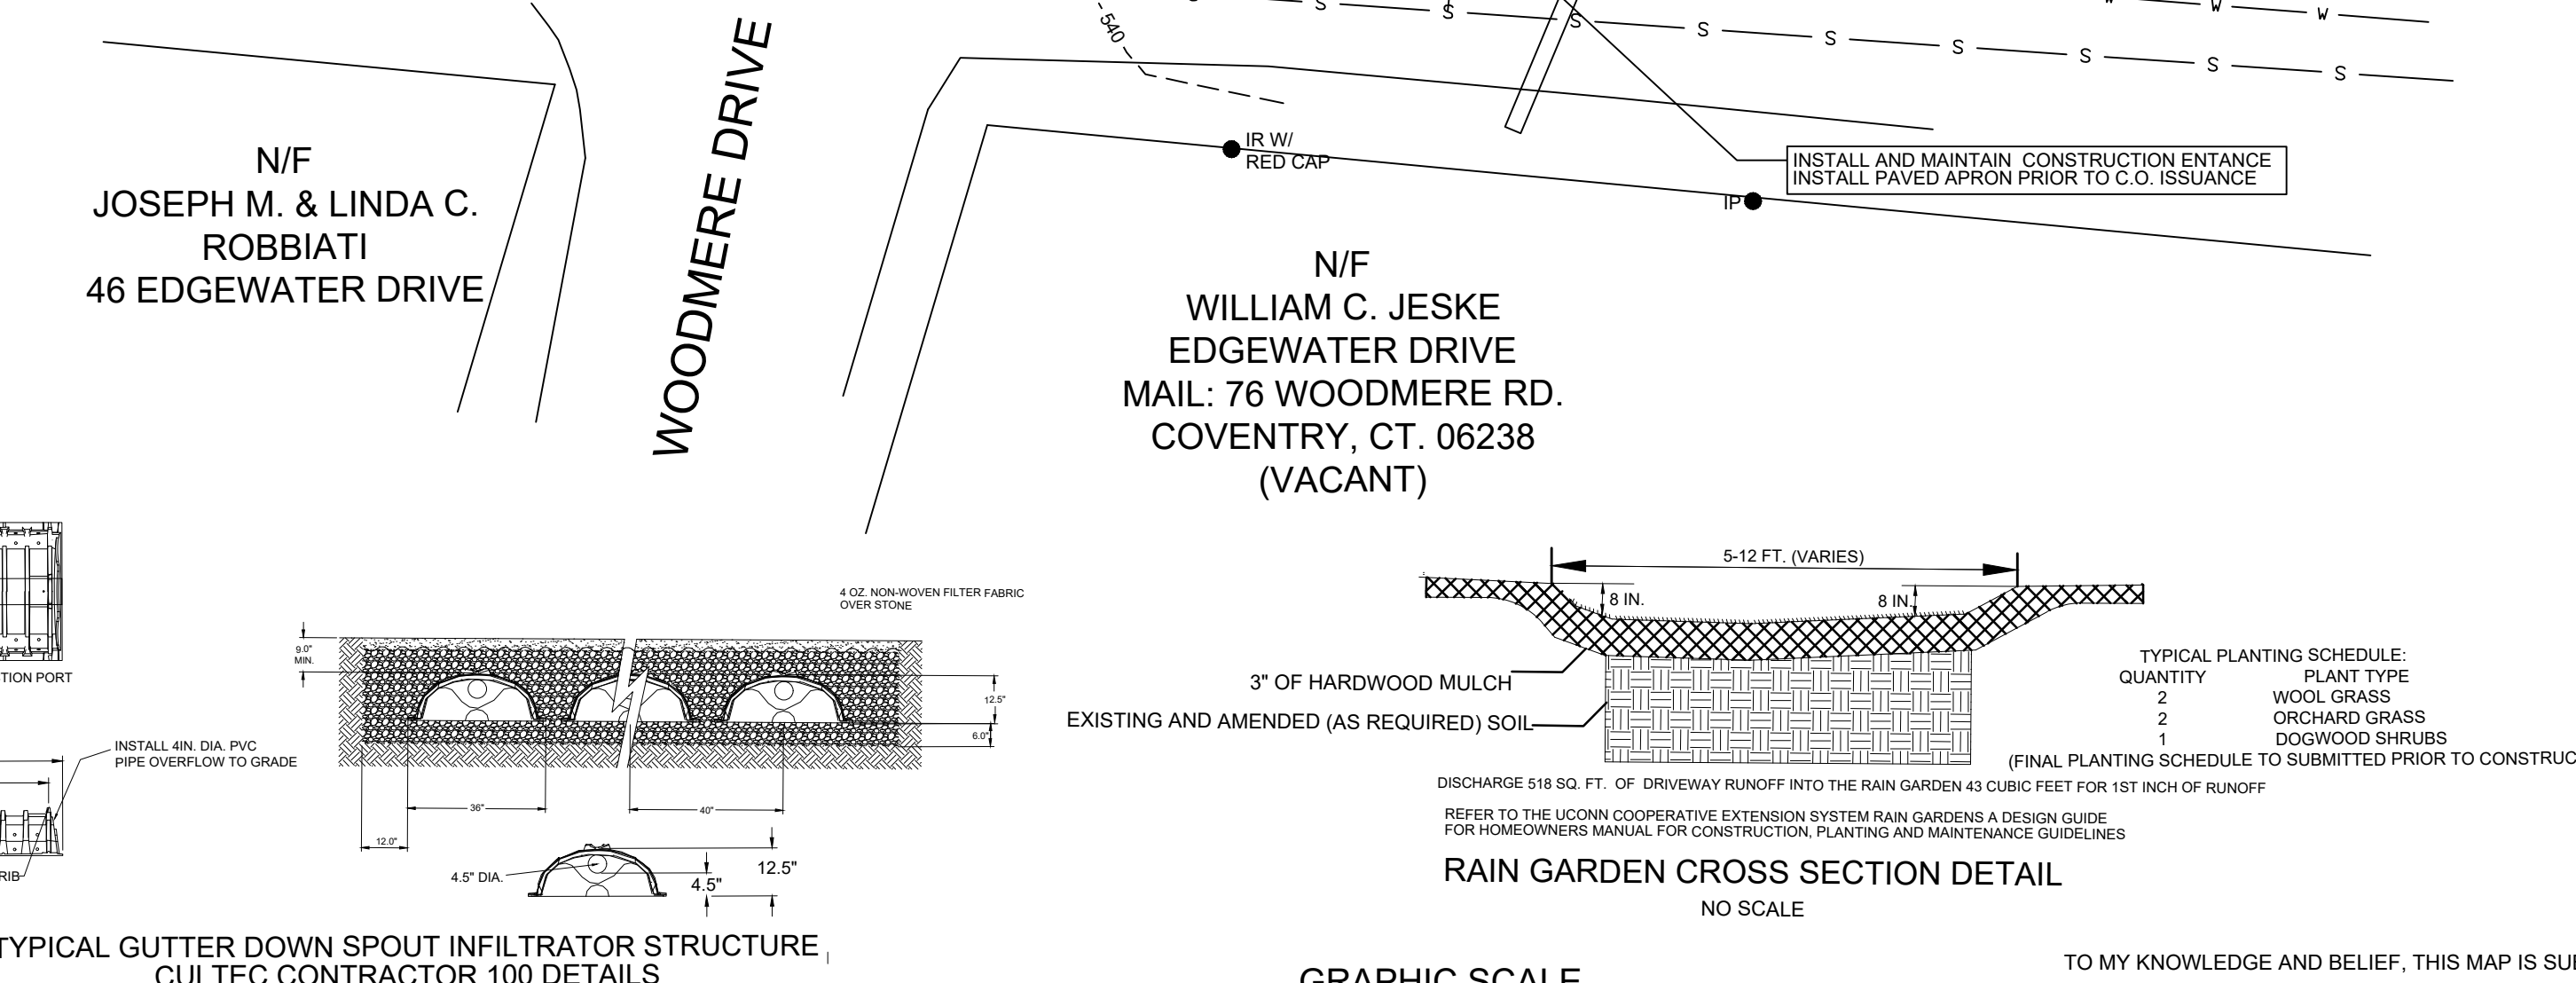 540
S S S S S S S S S S
W W W
WOODMERE DRIVE
N/F
JOSEPH M. & LINDA C.
ROBBIATI
46 EDGEWATER DRIVE
IR W/
RED CAP
IP
INSTALL AND MAINTAIN CONSTRUCTION ENTANCE
INSTALL PAVED APRON PRIOR TO C.O. ISSUANCE
N/F
WILLIAM C. JESKE
EDGEWATER DRIVE
MAIL: 76 WOODMERE RD.
COVENTRY, CT. 06238
(VACANT)
TION PORT
INSTALL 4IN. DIA. PVC
PIPE OVERFLOW TO GRADE
RIB
4 OZ. NON-WOVEN FILTER FABRIC
OVER STONE
9.0"
MIN.
12.5"
6.0"
36"
40"
12.0"
4.5" DIA.
4.5"
12.5"
TYPICAL GUTTER DOWN SPOUT INFILTRATOR STRUCTURE
CULTEC CONTRACTOR 100 DETAILS
5-12 FT. (VARIES)
8 IN.
8 IN.
3" OF HARDWOOD MULCH
EXISTING AND AMENDED (AS REQUIRED) SOIL
TYPICAL PLANTING SCHEDULE:
QUANTITY PLANT TYPE
2 WOOL GRASS
2 ORCHARD GRASS
1 DOGWOOD SHRUBS
(FINAL PLANTING SCHEDULE TO SUBMITTED PRIOR TO CONSTRUC
DISCHARGE 518 SQ. FT. OF DRIVEWAY RUNOFF INTO THE RAIN GARDEN 43 CUBIC FEET FOR 1ST INCH OF RUNOFF
REFER TO THE UCONN COOPERATIVE EXTENSION SYSTEM RAIN GARDENS A DESIGN GUIDE
FOR HOMEOWNERS MANUAL FOR CONSTRUCTION, PLANTING AND MAINTENANCE GUIDELINES
RAIN GARDEN CROSS SECTION DETAIL
NO SCALE
GRAPHIC SCALE
TO MY KNOWLEDGE AND BELIEF, THIS MAP IS SU